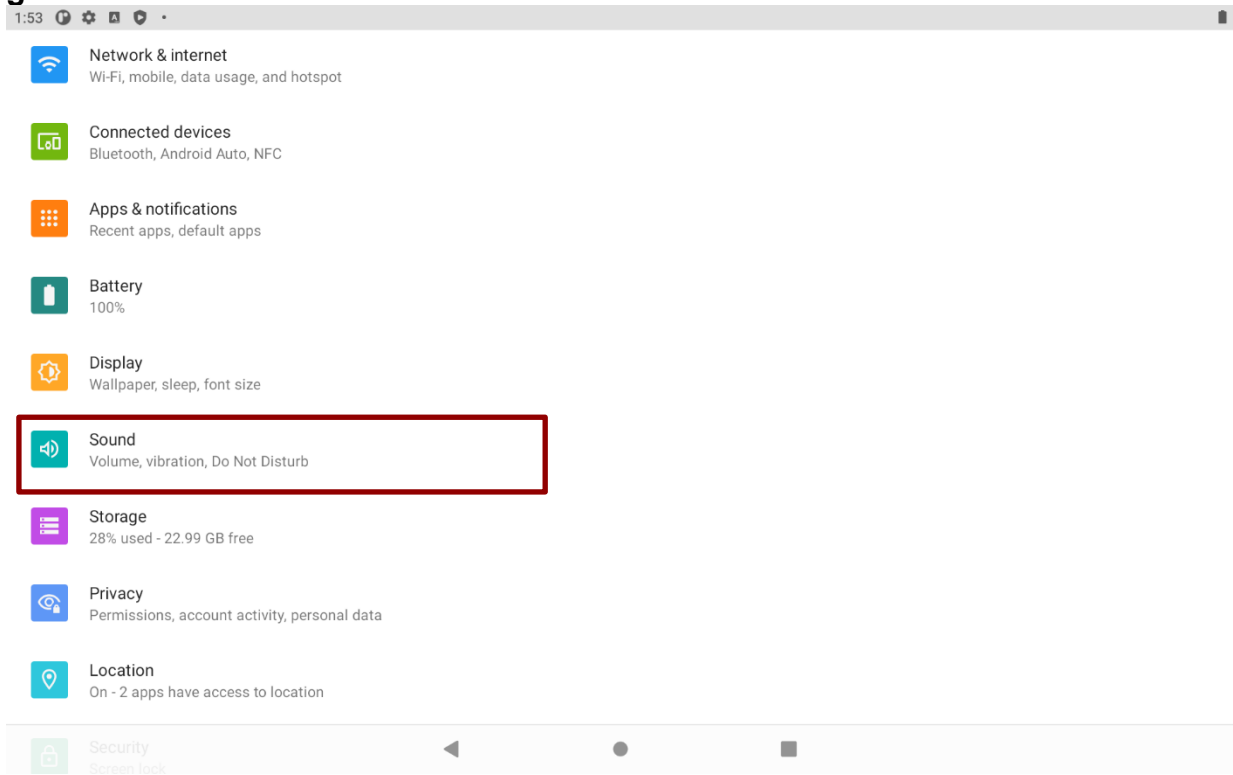 1:53
Network & internet
Wi-Fi, mobile, data usage, and hotspot
Connected devices
Bluetooth, Android Auto, NFC
Apps & notifications
Recent apps, default apps
Battery
100%
Display
Wallpaper, sleep, font size
Sound
Volume, vibration, Do Not Disturb
Storage
28% used - 22.99 GB free
Privacy
Permissions, account activity, personal data
Location
On - 2 apps have access to location
Security
Screen lock